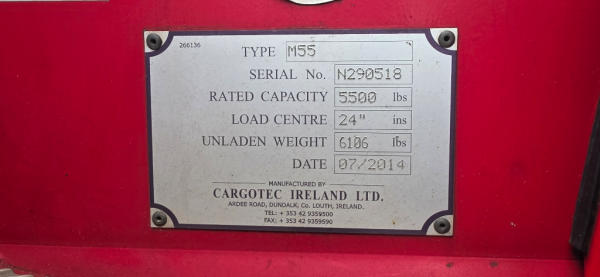 266136
TYPE M55
SERIAL No. N290518
RATED CAPACITY 5500 lbs
LOAD CENTRE 24" ins
UNLADEN WEIGHT 6106 lbs
DATE 07/2014
MANUFACTURED BY
CARGOTEC IRELAND LTD.
ARDEE ROAD, DUNDALK, Co. LOUTH, IRELAND.
TEL: + 353 42 9359500
FAX: + 353 42 9359590